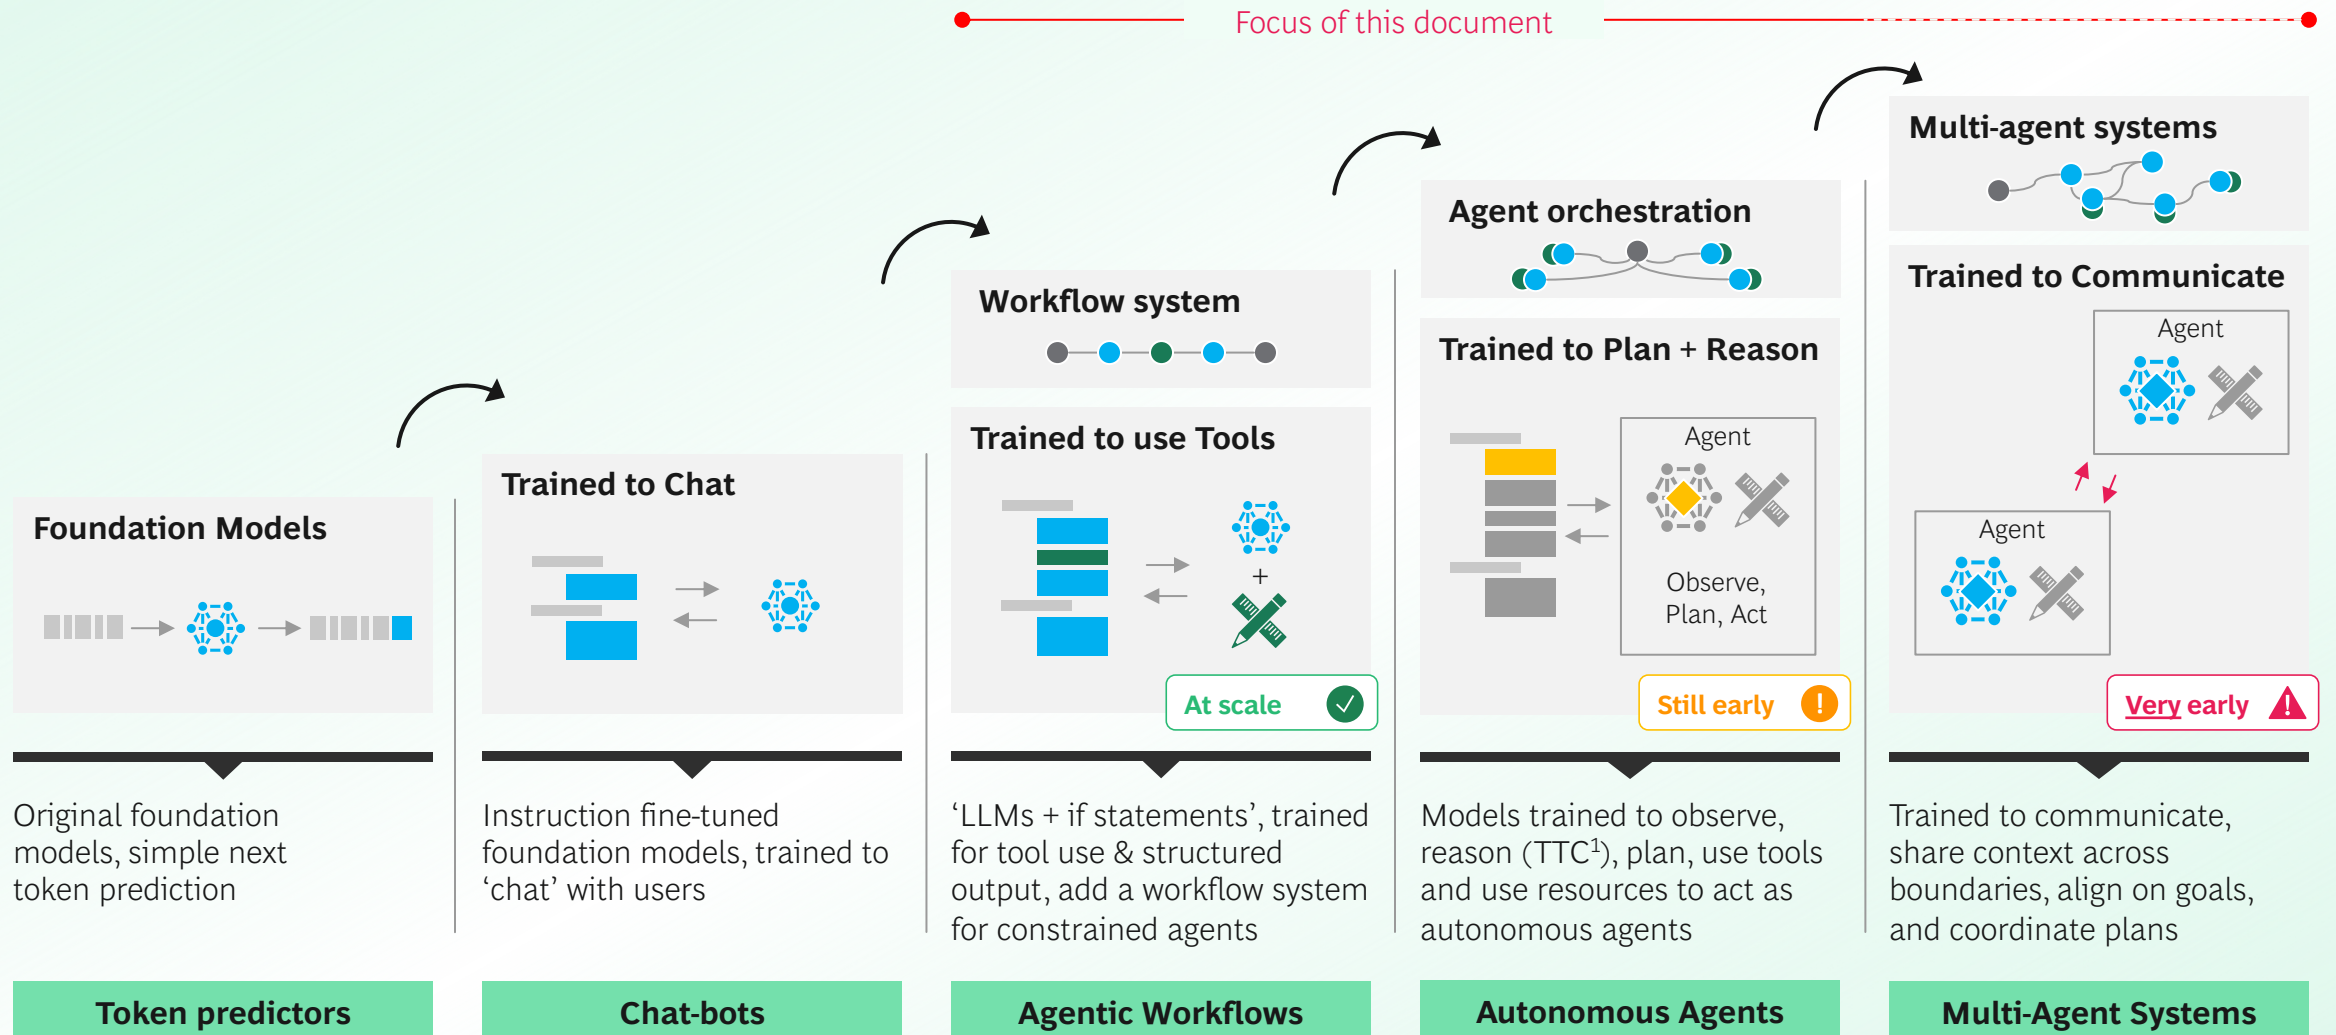 Focus of this document
Foundation Models
Original foundation
models, simple next
token prediction
Token predictors
Trained to Chat
Instruction fine-tuned
foundation models, trained to
‘chat’ with users
Chat-bots
Workflow system
Trained to use Tools
+
At scale
‘LLMs + if statements’, trained
for tool use & structured
output, add a workflow system
for constrained agents
Agentic Workflows
Agent orchestration
Trained to Plan + Reason
Agent
Observe,
Plan, Act
Still early
!
Models trained to observe,
reason (TTC¹), plan, use tools
and use resources to act as
autonomous agents
Autonomous Agents
Multi-agent systems
Trained to Communicate
Agent
Agent
Very early
!
Trained to communicate,
share context across
boundaries, align on goals,
and coordinate plans
Multi-Agent Systems